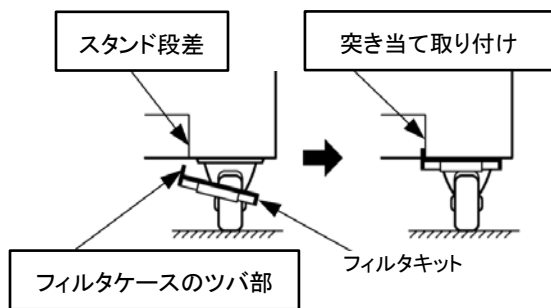 スタンド段差
突き当て取り付け
フィルタケースのツバ部
フィルタキット